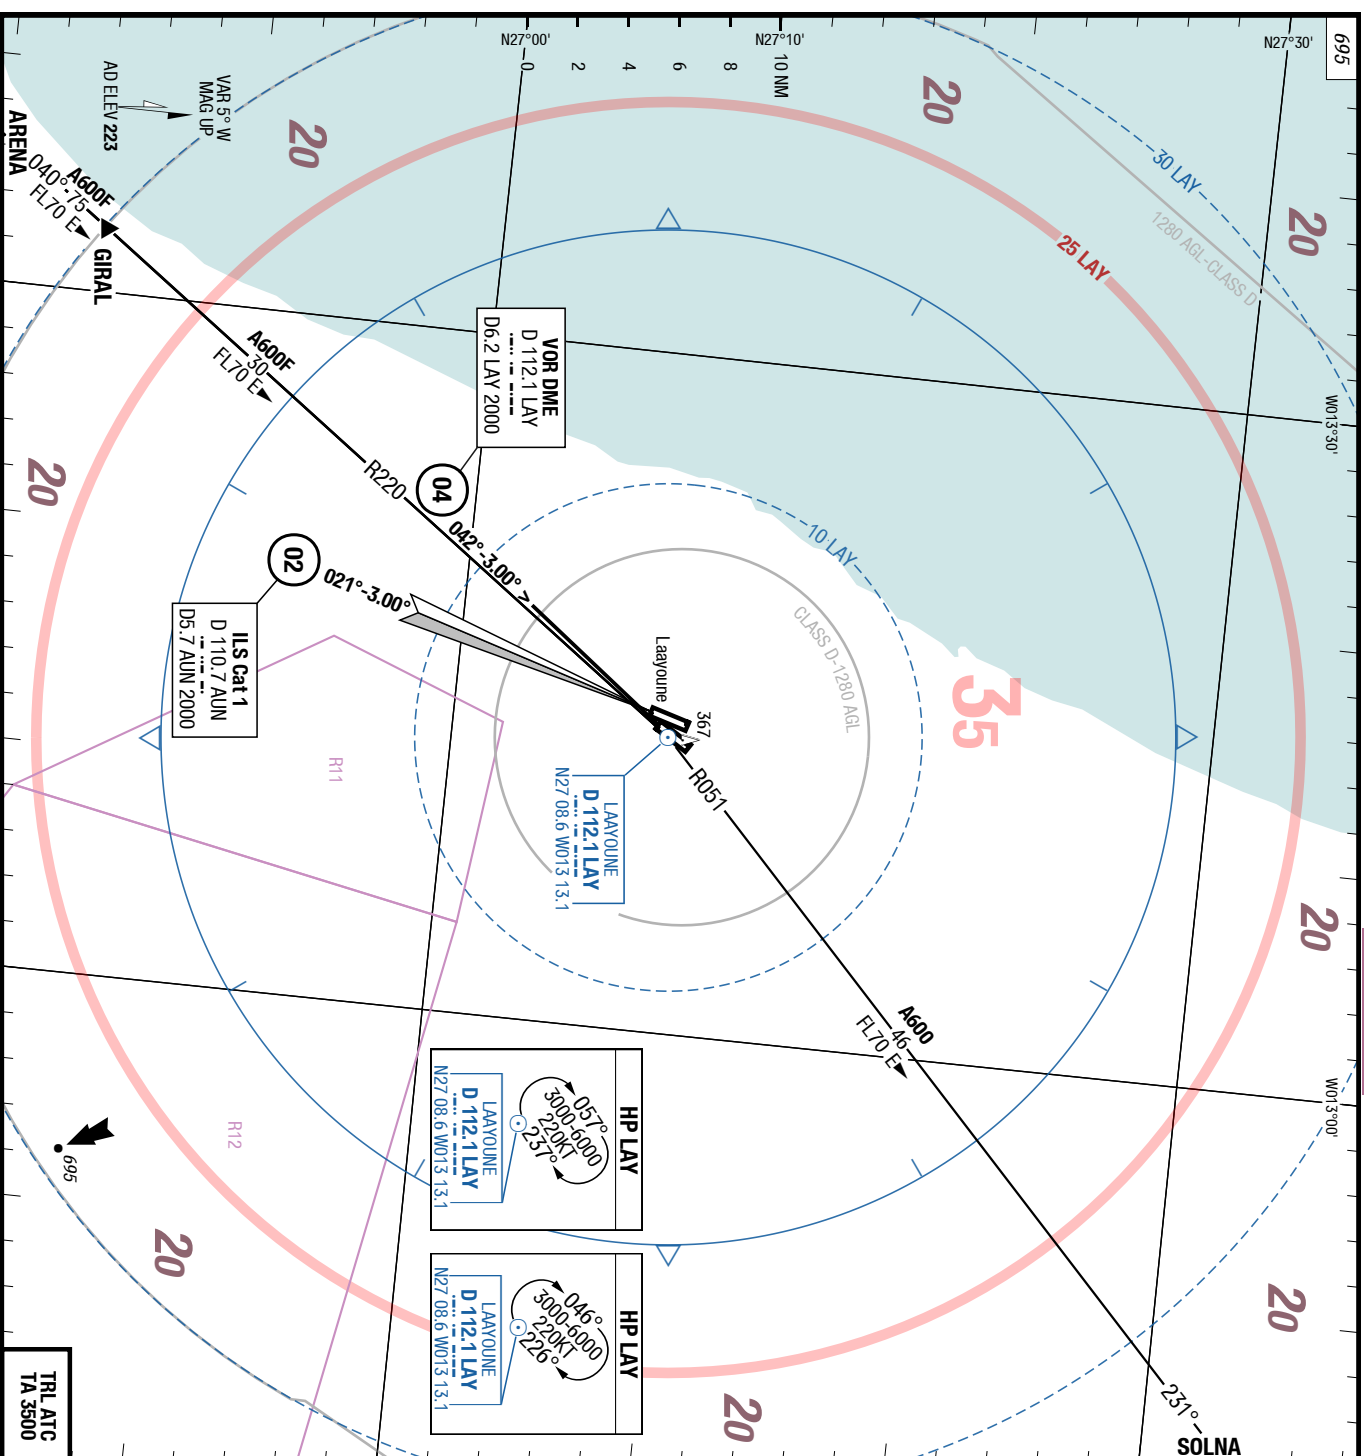 695
N27°00'
N27°10'
N27°30'
0
2
4
6
8
10 NM
VAR 5° W
MAG UP
AD ELEV 223
20
20
20
30 LAY
1280 AGL-CLASS D
25 LAY
W013°30'
ARENA
A600F
040°-75
FL70 E
GIRAL
A600F
30
FL70 E
R220
VOR DME
D 112.1 LAY
D6.2 LAY 2000
04
042°-3.00° >
20
02
021°-3.00°
ILS Cat 1
D 110.7 AUN
D5.7 AUN 2000
10 LAY
CLASS D-1280 AGL
35
Laayoune
367
R051
LAAYOUNE
D 112.1 LAY
N27 08.6 W013 13.1
R11
20
A600
46
FL70 E
W013°00'
R12
695
20
20
20
HP LAY
057°
3000-6000
220KT
237°
LAAYOUNE
D 112.1 LAY
N27 08.6 W013 13.1
HP LAY
046°
3000-6000
220KT
226°
LAAYOUNE
D 112.1 LAY
N27 08.6 W013 13.1
231°
SOLNA
TRL ATC
TA 3500